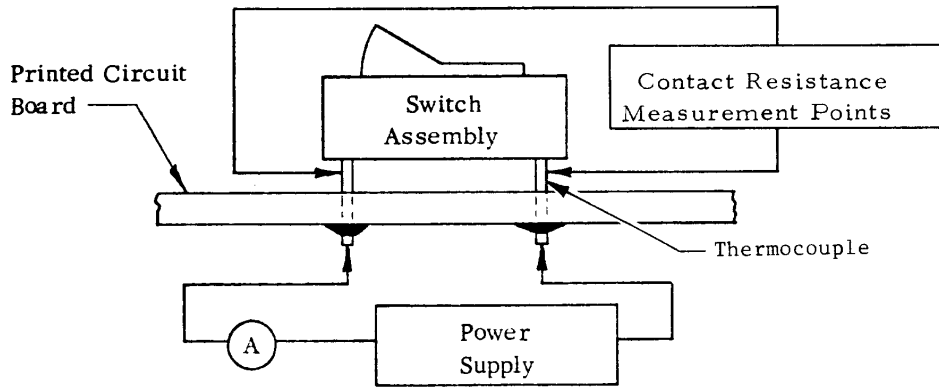 Printed Circuit
Board
Switch
Assembly
Contact Resistance
Measurement Points
Thermocouple
A
Power
Supply